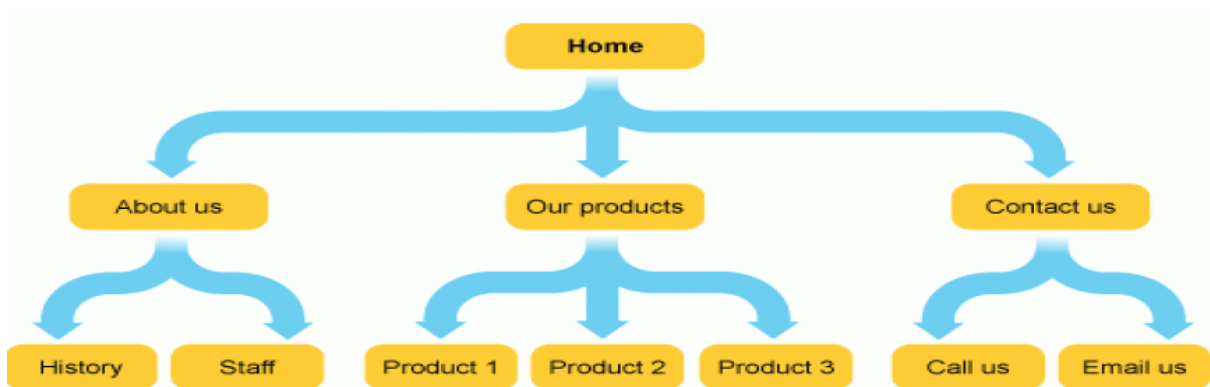 Home
About us
Our products
Contact us
History
Staff
Product 1
Product 2
Product 3
Call us
Email us